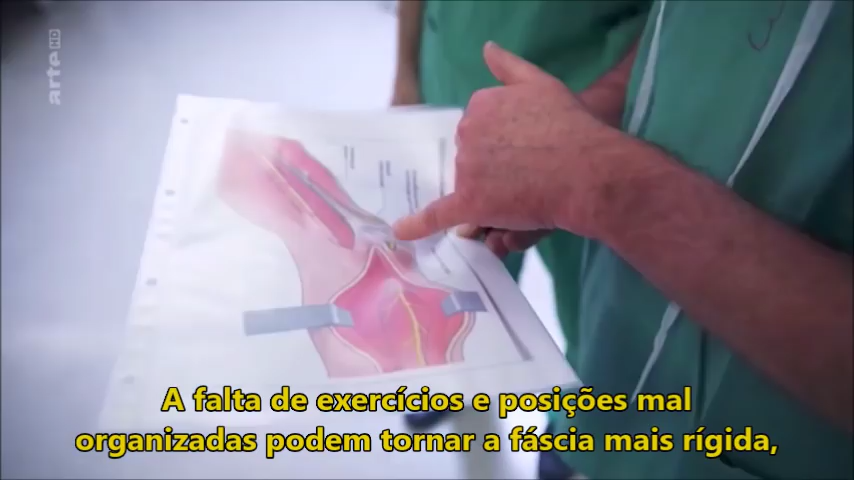 arte HD
A falta de exercícios e posições mal
organizadas podem tornar a fáscia mais rígida,